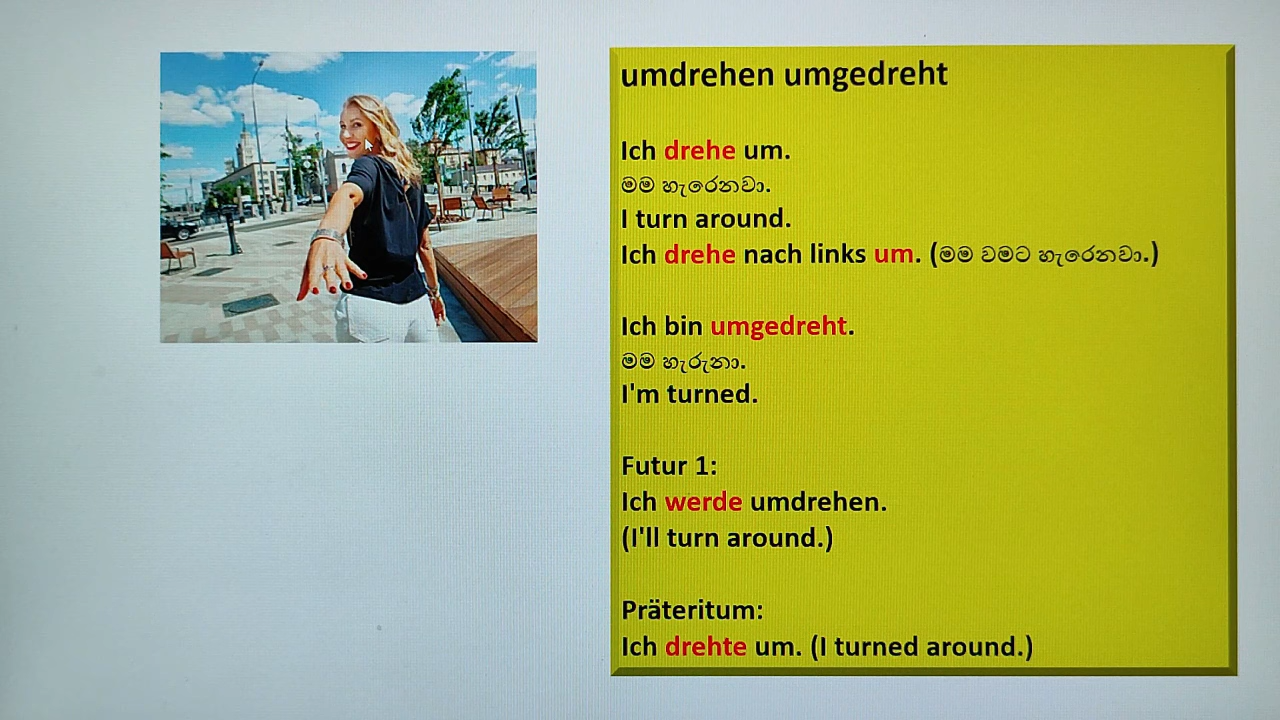 umdrehen umgedreht
Ich drehe um.
මම හැරෙනවා.
I turn around.
Ich drehe nach links um. (මම වමට හැරෙනවා.)
Ich bin umgedreht.
මම හැරුනා.
I'm turned.
Futur 1:
Ich werde umdrehen.
(I'll turn around.)
Präteritum:
Ich drehte um. (I turned around.)